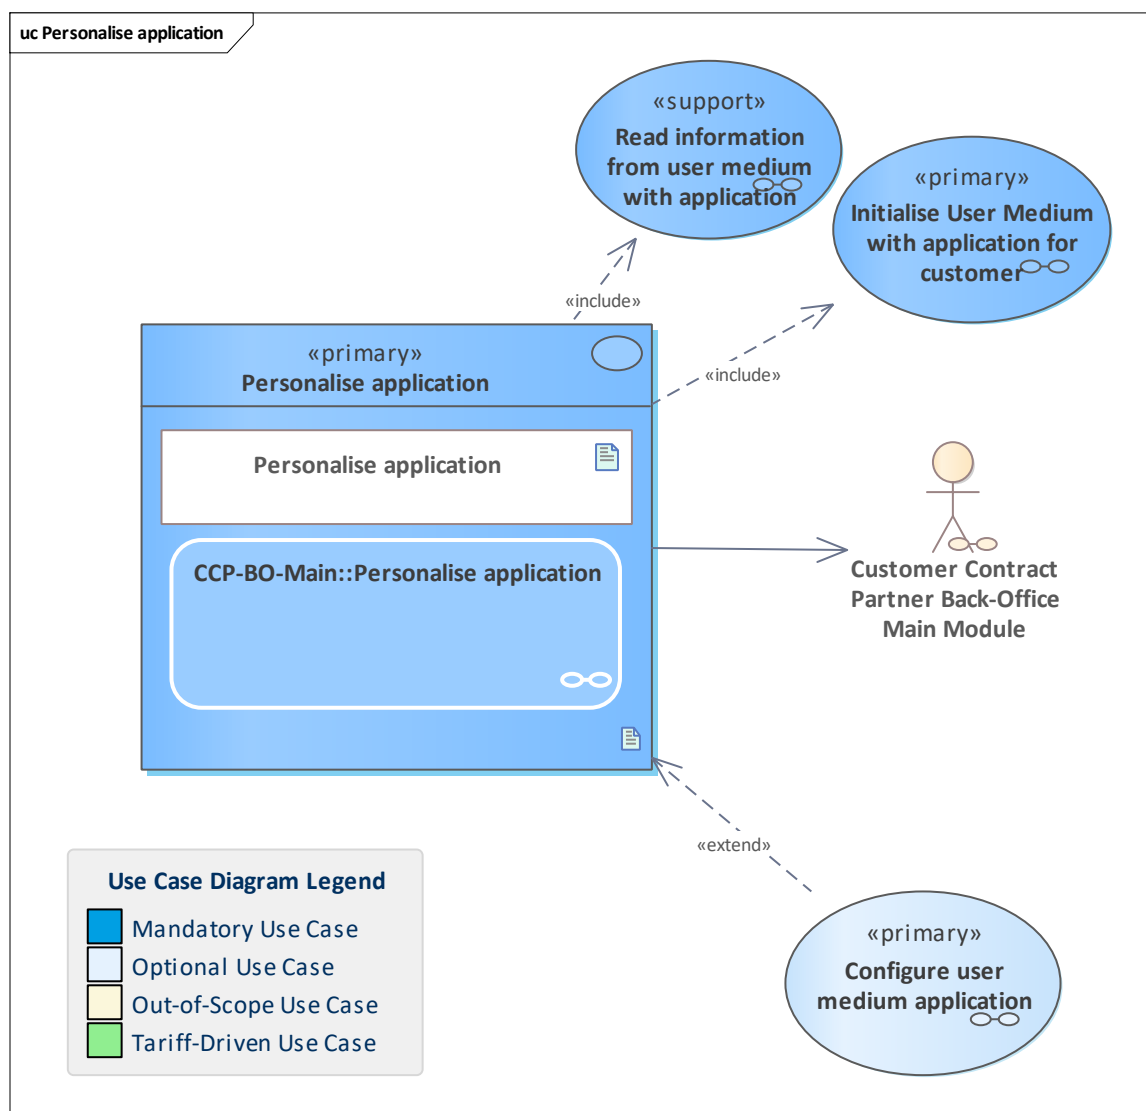 uc Personalise application
«support»
Read information
from user medium
with application
«primary»
Initialise User Medium
with application for
customer
«include»
«include»
«primary»
Personalise application
Personalise application
CCP-BO-Main::Personalise application
Customer Contract
Partner Back-Office
Main Module
«extend»
«primary»
Configure user
medium application
Use Case Diagram Legend
Mandatory Use Case
Optional Use Case
Out-of-Scope Use Case
Tariff-Driven Use Case